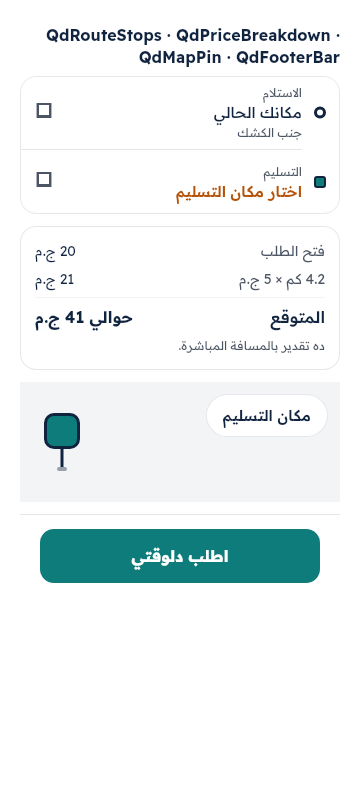 QdRouteStops · QdPriceBreakdown ·
QdMapPin · QdFooterBar
الاستلام
مكانك الحالي
جنب الكشك
التسليم
اختار مكان التسليم
فتح الطلب
20 ج.م
4.2 كم × 5 ج.م
21 ج.م
المتوقع
حوالي 41 ج.م
ده تقدير بالمسافة المباشرة.
مكان التسليم
اطلب دلوقتي